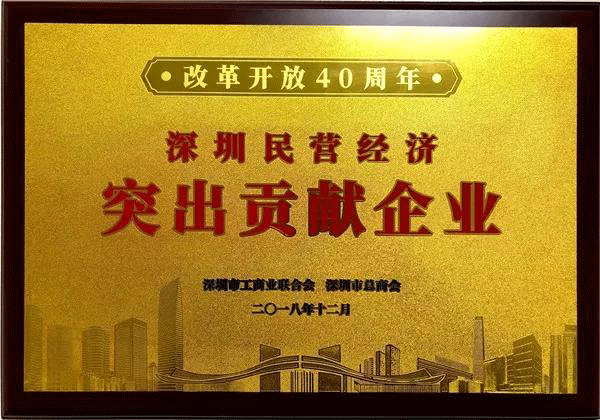 • 改革开放40周年 •
深圳民营经济
突出贡献企业
深圳市工商业联合会 深圳市总商会
二〇一八年十二月